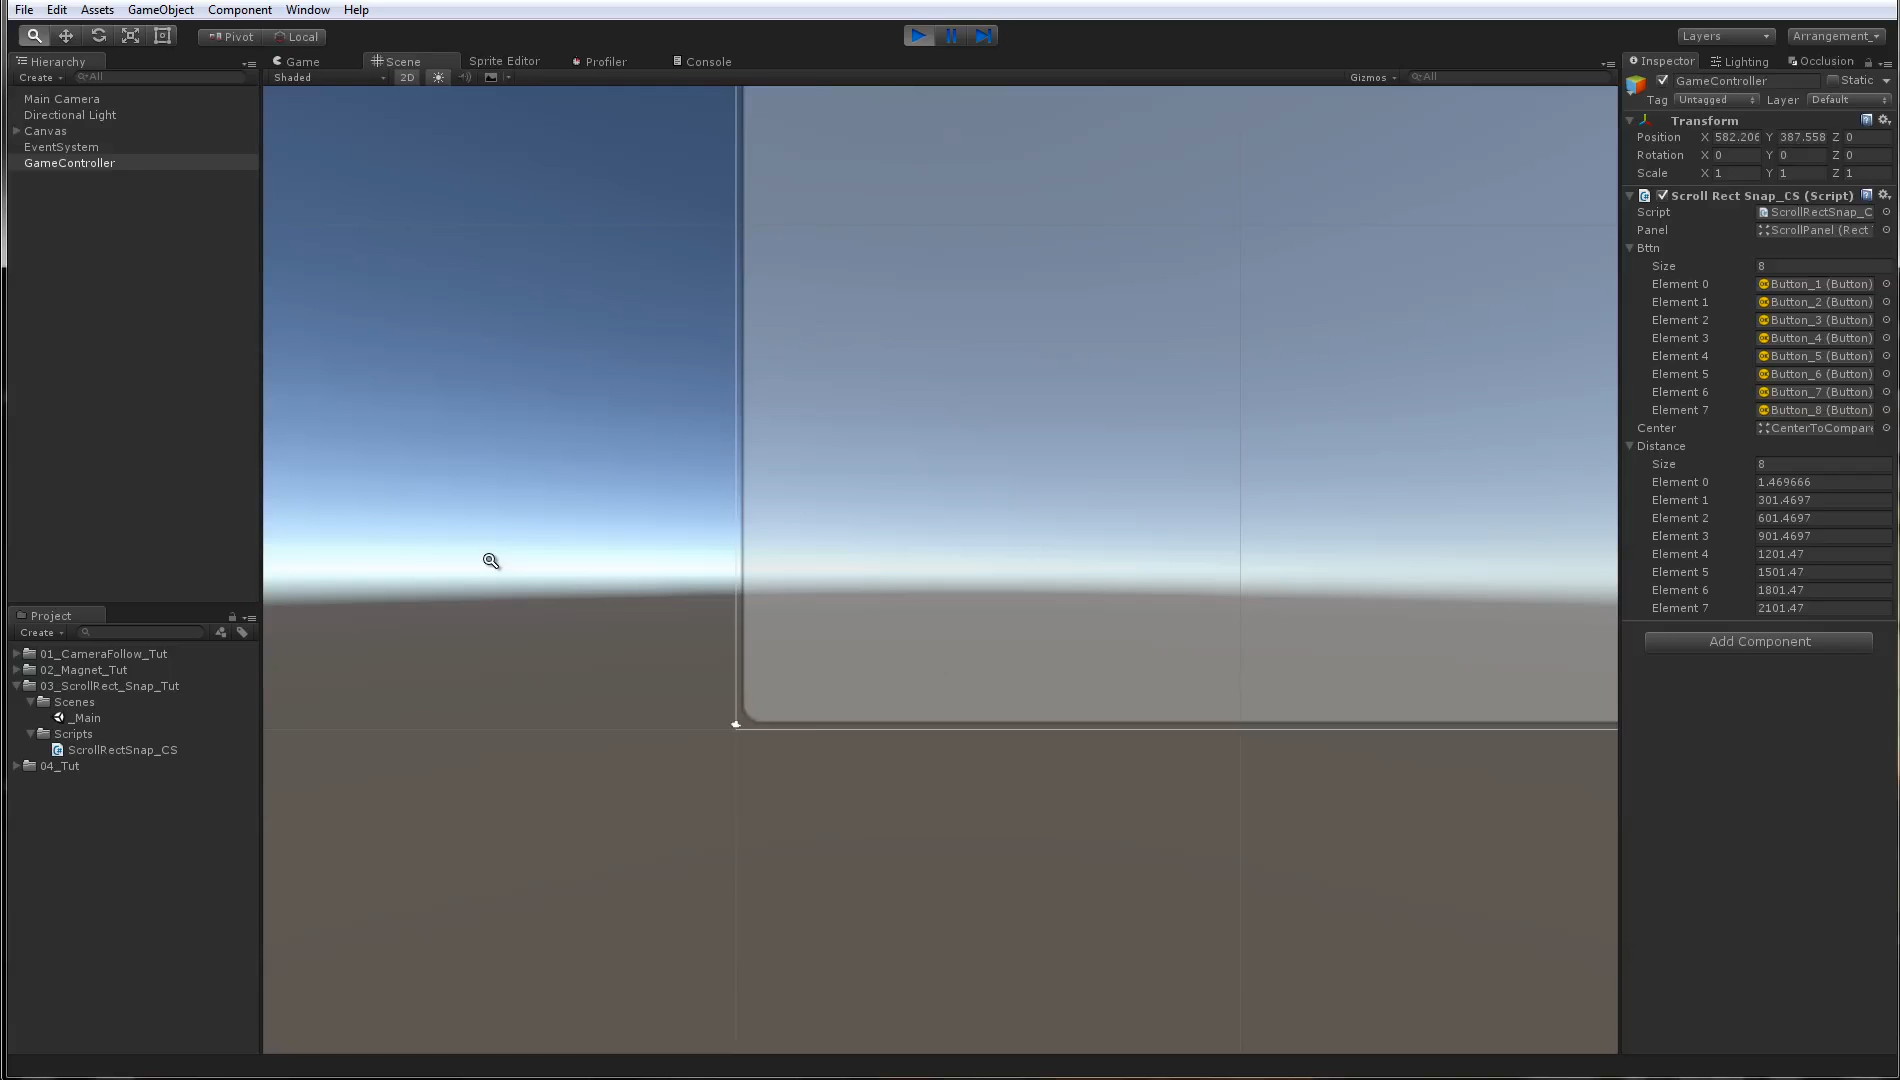 File Edit Assets GameObject Component Window Help
Pivot Local Layers Arrangement_
Hierarchy
Create All
Main Camera
Directional Light
Canvas
EventSystem
GameController
Game Scene Sprite Editor Profiler Console
Shaded 2D Gizmos All
Project
Create
01_CameraFollow_Tut
02_Magnet_Tut
03_ScrollRect_Snap_Tut
Scenes
_Main
Scripts
ScrollRectSnap_CS
04_Tut
Inspector Lighting Occlusion
GameController Static
Tag Untagged Layer Default
Transform
Position X 582.206 Y 387.558 Z 0
Rotation X 0 Y 0 Z 0
Scale X 1 Y 1 Z 1
Scroll Rect Snap_CS (Script)
Script ScrollRectSnap_C
Panel ScrollPanel (Rect
Bttn
Size 8
Element 0 Button_1 (Button)
Element 1 Button_2 (Button)
Element 2 Button_3 (Button)
Element 3 Button_4 (Button)
Element 4 Button_5 (Button)
Element 5 Button_6 (Button)
Element 6 Button_7 (Button)
Element 7 Button_8 (Button)
Center CenterToCompare
Distance
Size 8
Element 0 1.469666
Element 1 301.4697
Element 2 601.4697
Element 3 901.4697
Element 4 1201.47
Element 5 1501.47
Element 6 1801.47
Element 7 2101.47
Add Component